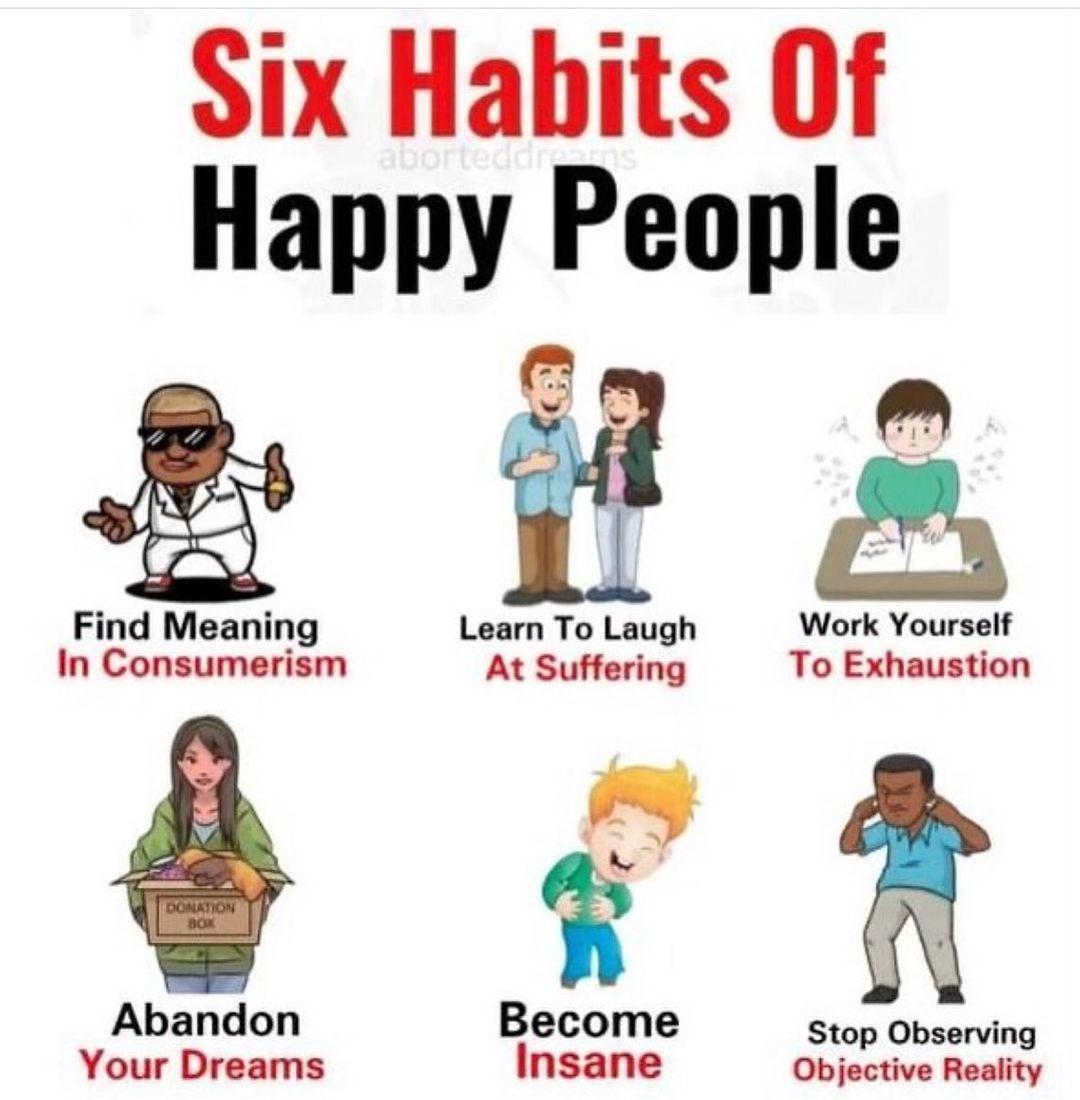 Six Habits Of
aborteddreams
Happy People
Find Meaning
In Consumerism
Learn To Laugh
At Suffering
Work Yourself
To Exhaustion
DONATION
BOX
Abandon
Your Dreams
Become
Insane
Stop Observing
Objective Reality